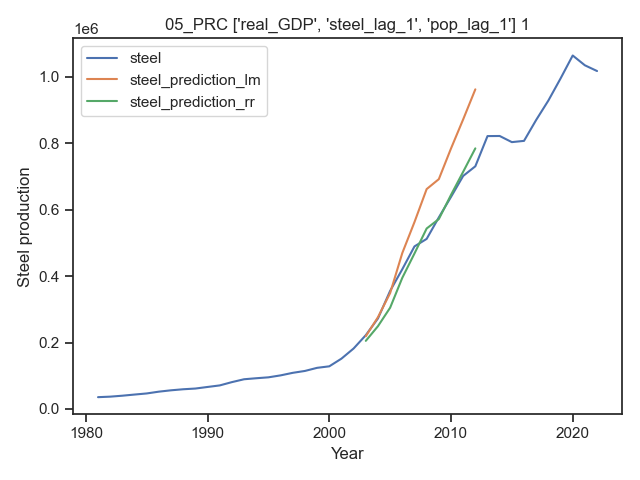 05_PRC ['real_GDP', 'steel_lag_1', 'pop_lag_1'] 1
1e6
steel
steel_prediction_lm
steel_prediction_rr
1.0
0.8
0.6
0.4
0.2
0.0
Steel production
1980
1990
2000
2010
2020
Year